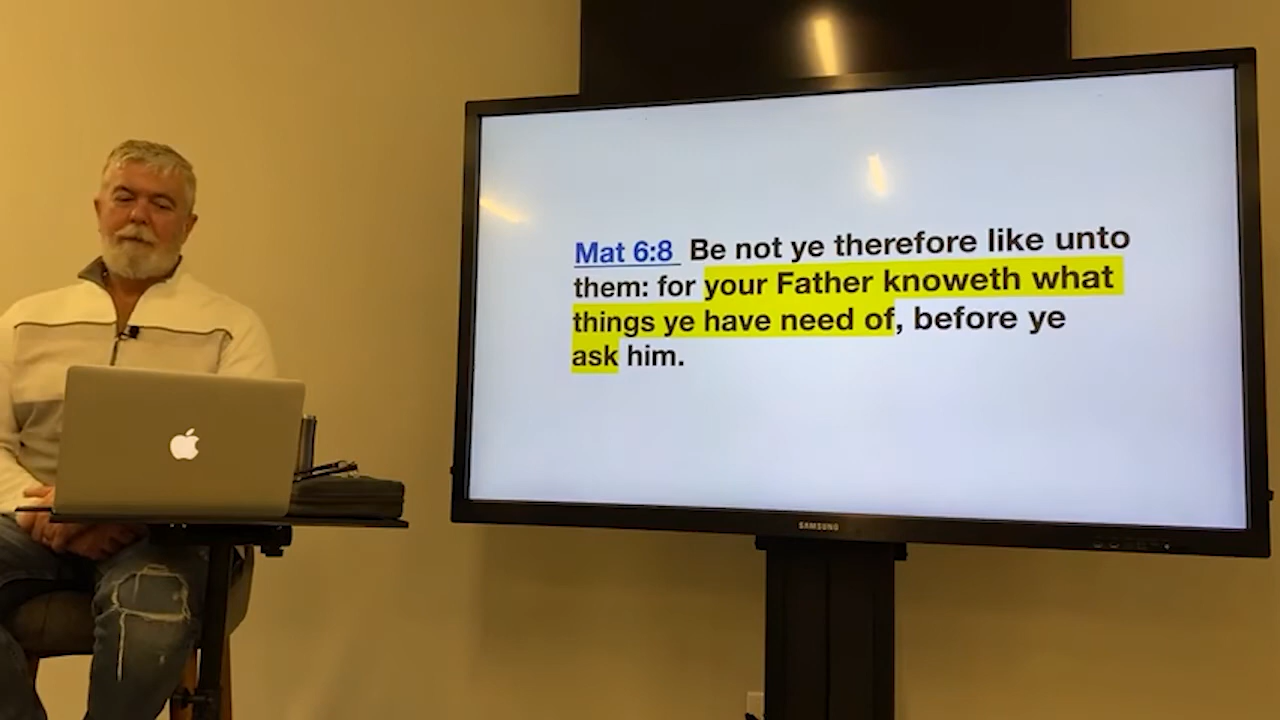 Mat 6:8 Be not ye therefore like unto
them: for your Father knoweth what
things ye have need of, before ye
ask him.
SAMSUNG